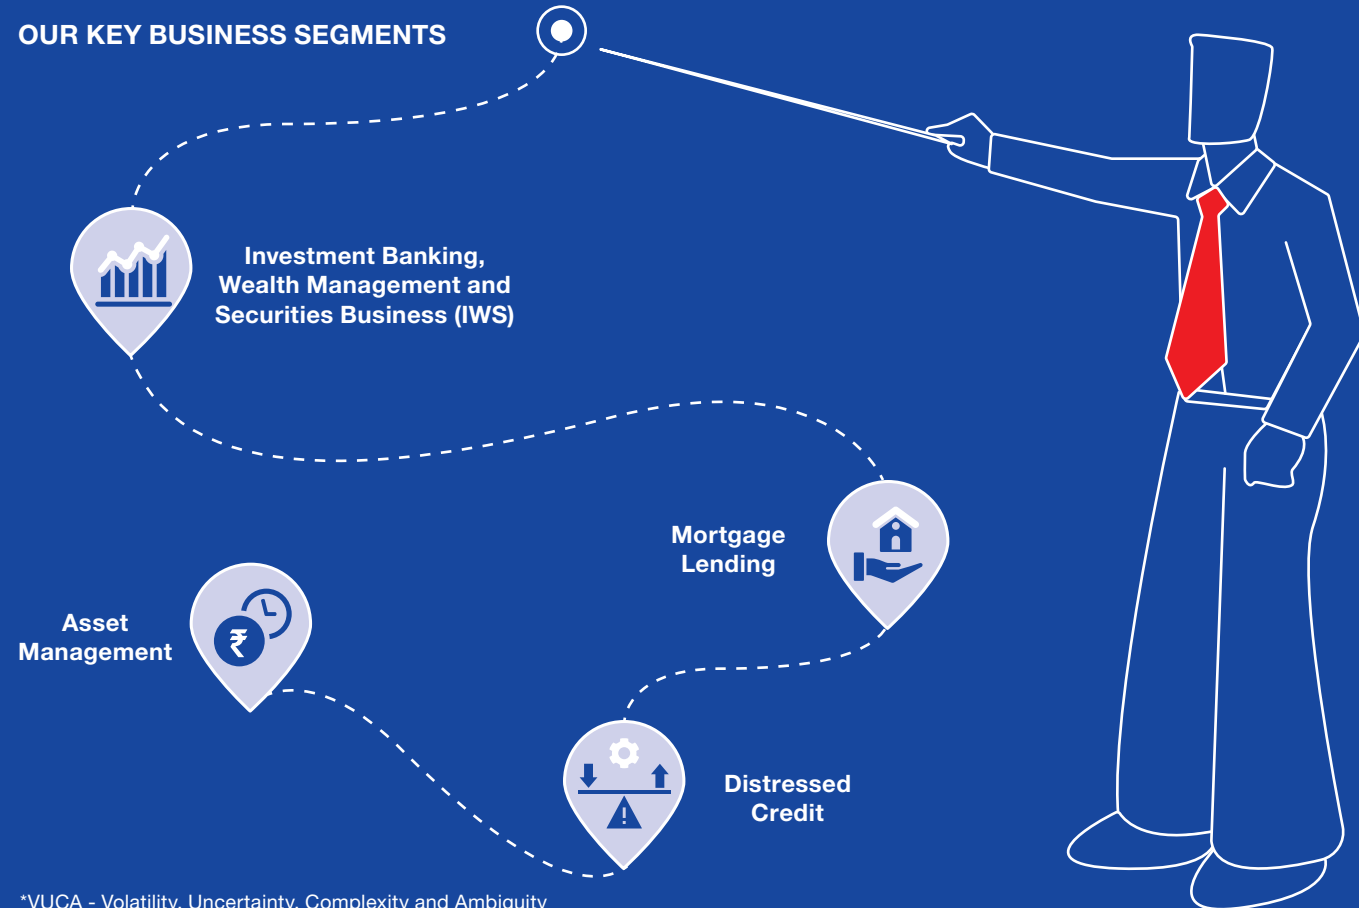 OUR KEY BUSINESS SEGMENTS
Investment Banking,
Wealth Management and
Securities Business (IWS)
Mortgage
Lending
Asset
Management
₹
Distressed
Credit
*VUCA - Volatility, Uncertainty, Complexity and Ambiguity